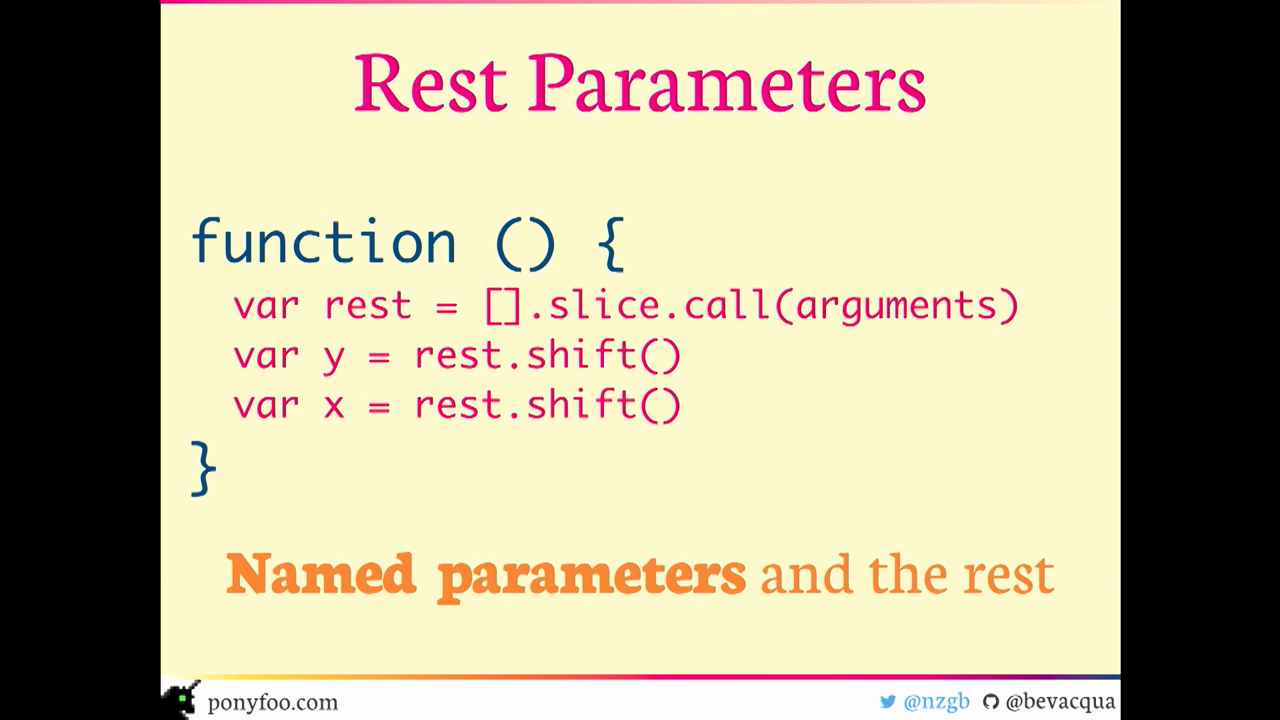 Rest Parameters
function () {
var rest = [].slice.call(arguments)
var y = rest.shift()
var x = rest.shift()
}
Named parameters and the rest
ponyfoo.com @nzgb @bevacqua